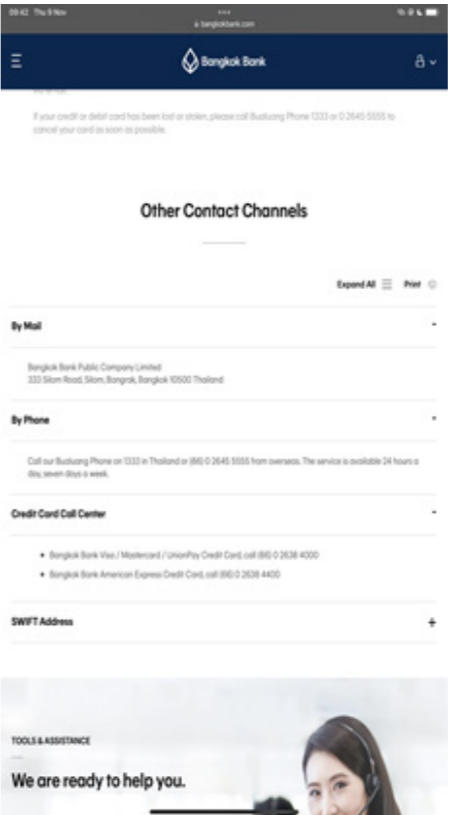 09:42 Thu 9 Nov
bangkokbank.com
Bangkok Bank
If your credit or debit card has been lost or stolen, please call Bualuang Phone 1333 or 0 2645 5555 to
cancel your card as soon as possible.
Other Contact Channels
Expand All Print
By Mail -
Bangkok Bank Public Company Limited
333 Silom Road, Silom, Bangrak, Bangkok 10500 Thailand
By Phone -
Call our Bualuang Phone on 1333 in Thailand or (66) 0 2645 5555 from overseas. The service is available 24 hours a
day, seven days a week.
Credit Card Call Center -
• Bangkok Bank Visa / Mastercard / UnionPay Credit Card, call (66) 0 2638 4000
• Bangkok Bank American Express Credit Card, call (66) 0 2638 4400
SWIFT Address +
TOOLS & ASSISTANCE
We are ready to help you.